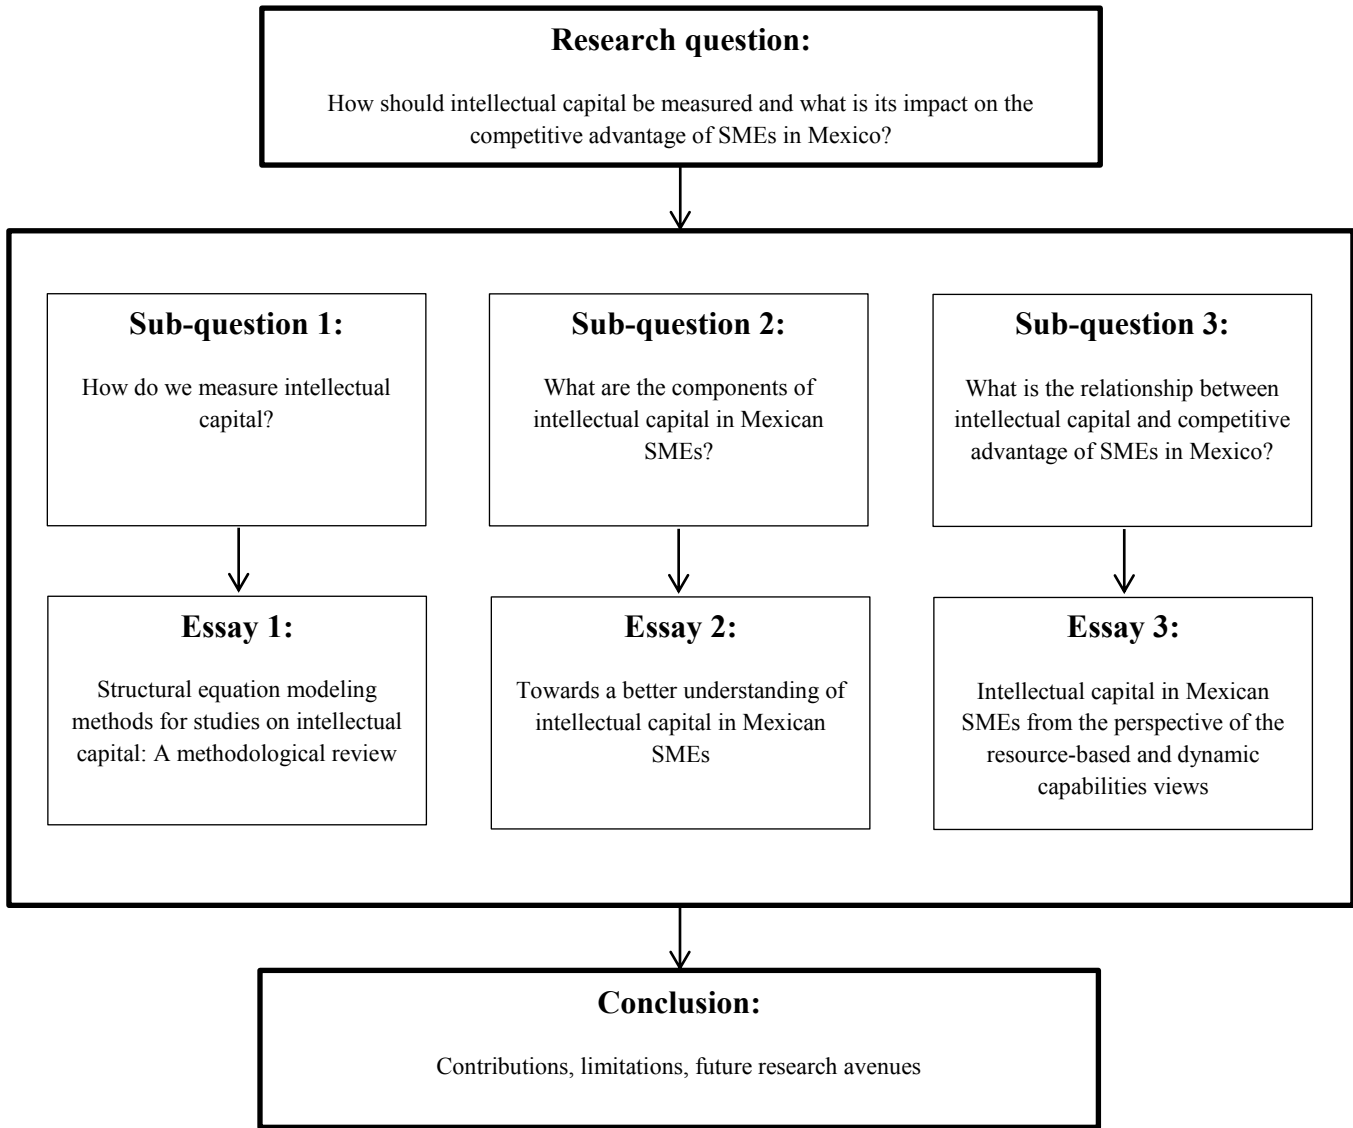 Research question:
How should intellectual capital be measured and what is its impact on the
competitive advantage of SMEs in Mexico?
Sub-question 1:
How do we measure intellectual
capital?
Sub-question 2:
What are the components of
intellectual capital in Mexican
SMEs?
Sub-question 3:
What is the relationship between
intellectual capital and competitive
advantage of SMEs in Mexico?
Essay 1:
Structural equation modeling
methods for studies on intellectual
capital: A methodological review
Essay 2:
Towards a better understanding of
intellectual capital in Mexican
SMEs
Essay 3:
Intellectual capital in Mexican
SMEs from the perspective of the
resource-based and dynamic
capabilities views
Conclusion:
Contributions, limitations, future research avenues